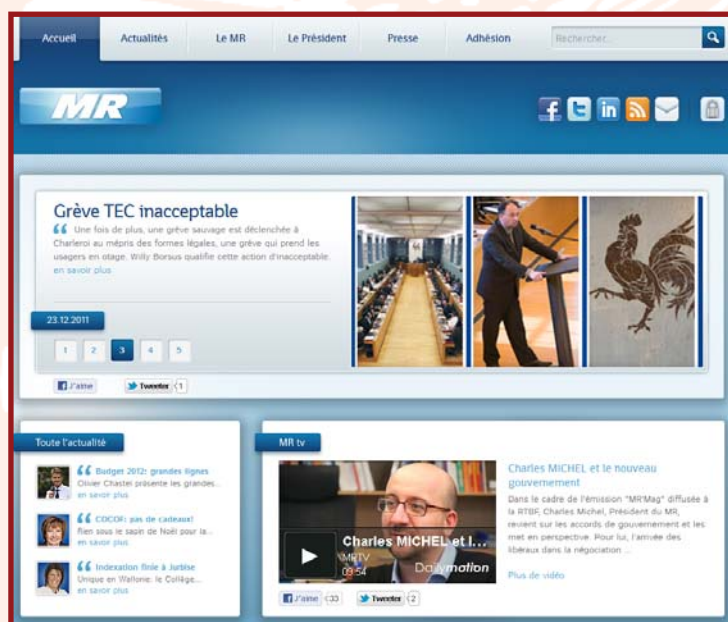 Accueil
Actualités
Le MR
Le Président
Presse
Adhésion
Rechercher...
MR
Grève TEC inacceptable
Une fois de plus, une grève sauvage est déclenchée à
Charleroi au mépris des formes légales, une grève qui prend les
usagers en otage. Willy Borsus qualifie cette action d'inacceptable.
en savoir plus
23.12.2011
1 2 3 4 5
J'aime
Tweeter 1
Toute l'actualité
Budget 2012: grandes lignes
Olivier Chastel présente les grandes...
en savoir plus
COCOF: pas de cadeaux!
Rien sous le sapin de Noël pour la...
en savoir plus
Indexation finie à Jurbise
Unique en Wallonie: le Collège...
en savoir plus
MR tv
Charles MICHEL et l...
MRTV
09:54
Dailymotion
J'aime 33
Tweeter 2
Charles MICHEL et le nouveau
gouvernement
Dans le cadre de l'émission "MR'Mag" diffusée à
la RTBF, Charles Michel, Président du MR,
revient sur les accords de gouvernement et les
met en perspective. Pour lui, l'arrivée des
libéraux dans la négociation ...
Plus de vidéo